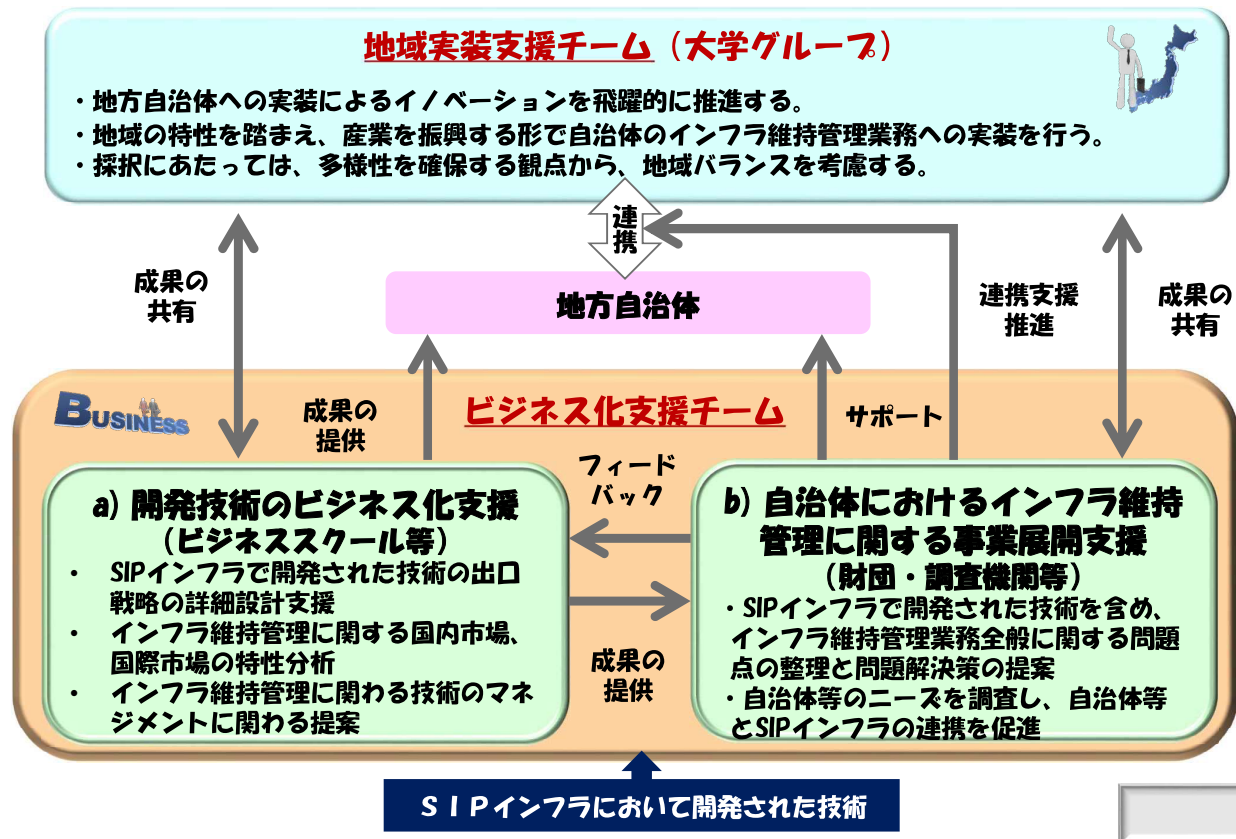 地域実装支援チーム（大学グループ）
・地方自治体への実装によるイノベーションを飛躍的に推進する。
・地域の特性を踏まえ、産業を振興する形で自治体のインフラ維持管理業務への実装を行う。
・採択にあたっては、多様性を確保する観点から、地域バランスを考慮する。
連
携
成果の
共有
地方自治体
連携支援
推進
成果の
共有
BUSINESS
成果の
提供
ビジネス化支援チーム
サポート
フィード
バック
a) 開発技術のビジネス化支援
（ビジネススクール等）
・ SIPインフラで開発された技術の出口
戦略の詳細設計支援
・ インフラ維持管理に関する国内市場、
国際市場の特性分析
・ インフラ維持管理に関わる技術のマネ
ジメントに関わる提案
成果の
提供
b) 自治体におけるインフラ維持
管理に関する事業展開支援
（財団・調査機関等）
・SIPインフラで開発された技術を含め、
インフラ維持管理業務全般に関する問題
点の整理と問題解決策の提案
・自治体等のニーズを調査し、自治体等
とSIPインフラの連携を促進
ＳＩＰインフラにおいて開発された技術